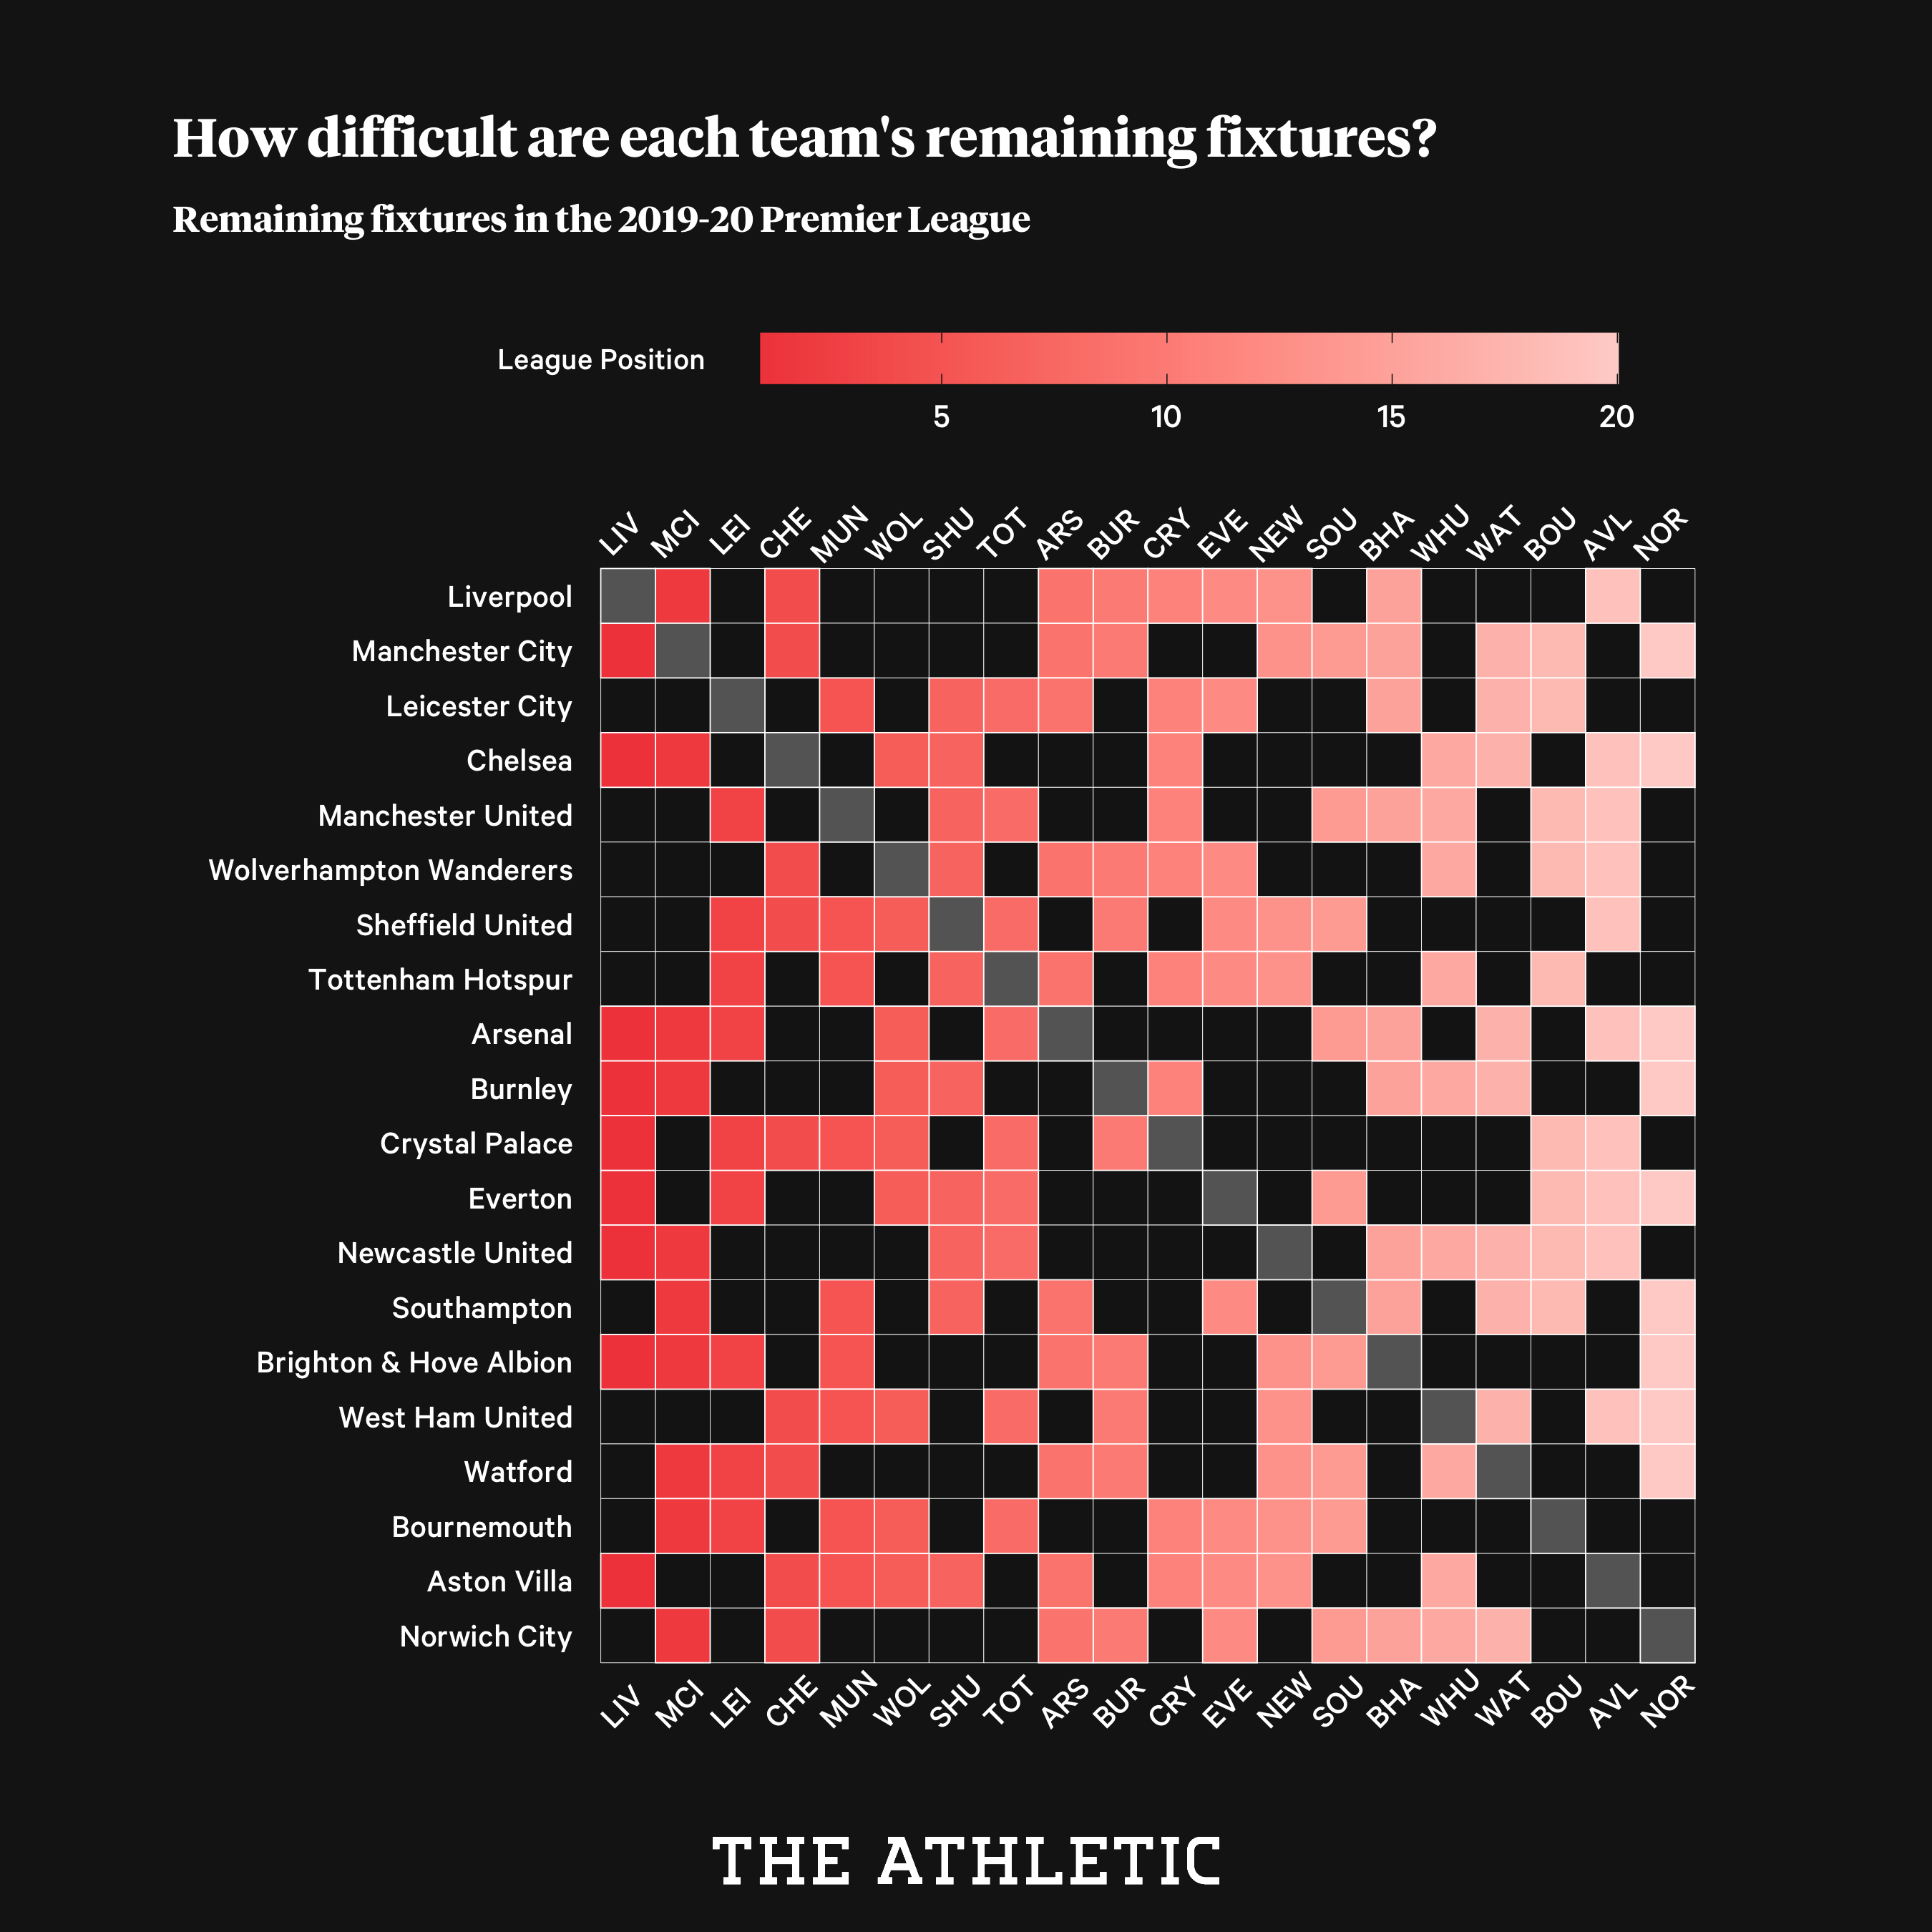 How difficult are each team's remaining fixtures?
Remaining fixtures in the 2019-20 Premier League
League Position
5 10 15 20
LIV MCI LEI CHE MUN WOL SHU TOT ARS BUR CRY EVE NEW SOU BHA WHU WAT BOU AVL NOR
Liverpool
Manchester City
Leicester City
Chelsea
Manchester United
Wolverhampton Wanderers
Sheffield United
Tottenham Hotspur
Arsenal
Burnley
Crystal Palace
Everton
Newcastle United
Southampton
Brighton & Hove Albion
West Ham United
Watford
Bournemouth
Aston Villa
Norwich City
LIV MCI LEI CHE MUN WOL SHU TOT ARS BUR CRY EVE NEW SOU BHA WHU WAT BOU AVL NOR
THE ATHLETIC